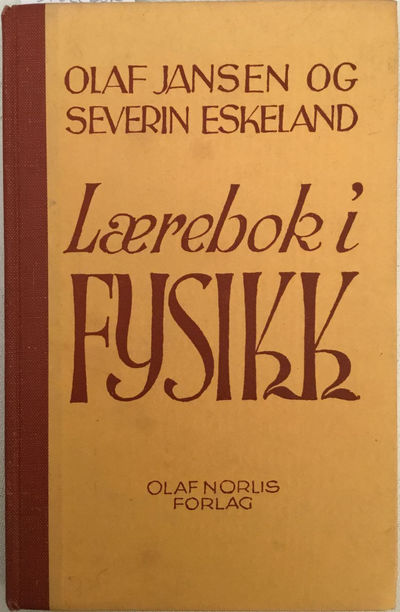 OLAF JANSEN OG
SEVERIN ESKELAND
Lærebok i
FYSIKK
OLAF NORLIS
FORLAG